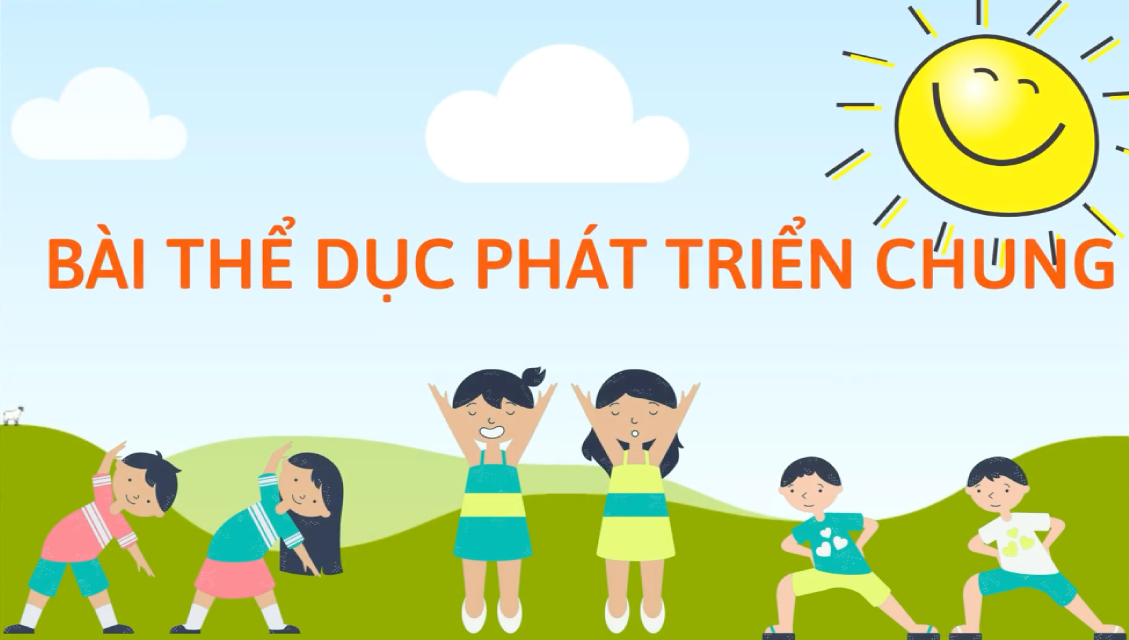 BÀI THỂ DỤC PHÁT TRIỂN CHUNG